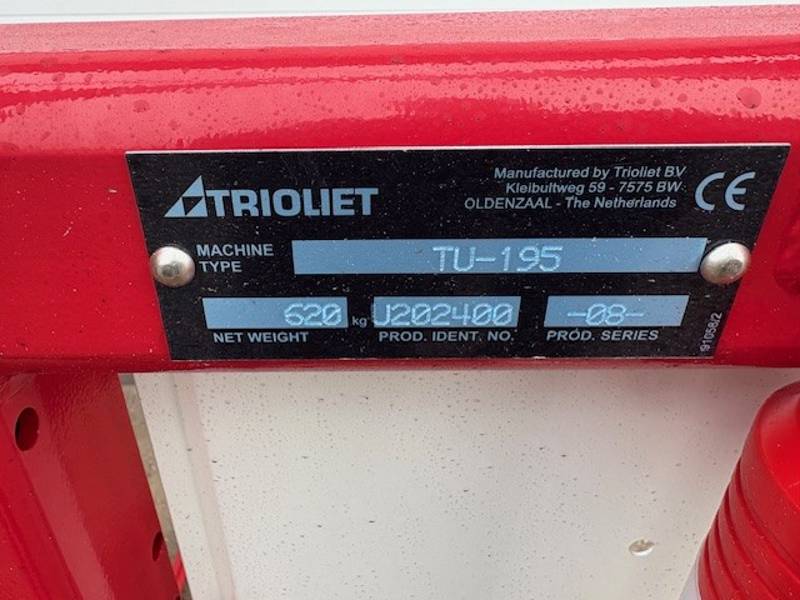 TRIOLIET
Manufactured by Trioliet BV
Kleibultweg 59 - 7575 BW
OLDENZAAL - The Netherlands
CE
MACHINE TYPE TU-195
620 kg U202400 -08-
NET WEIGHT PROD. IDENT. NO. PROD. SERIES
91658/2